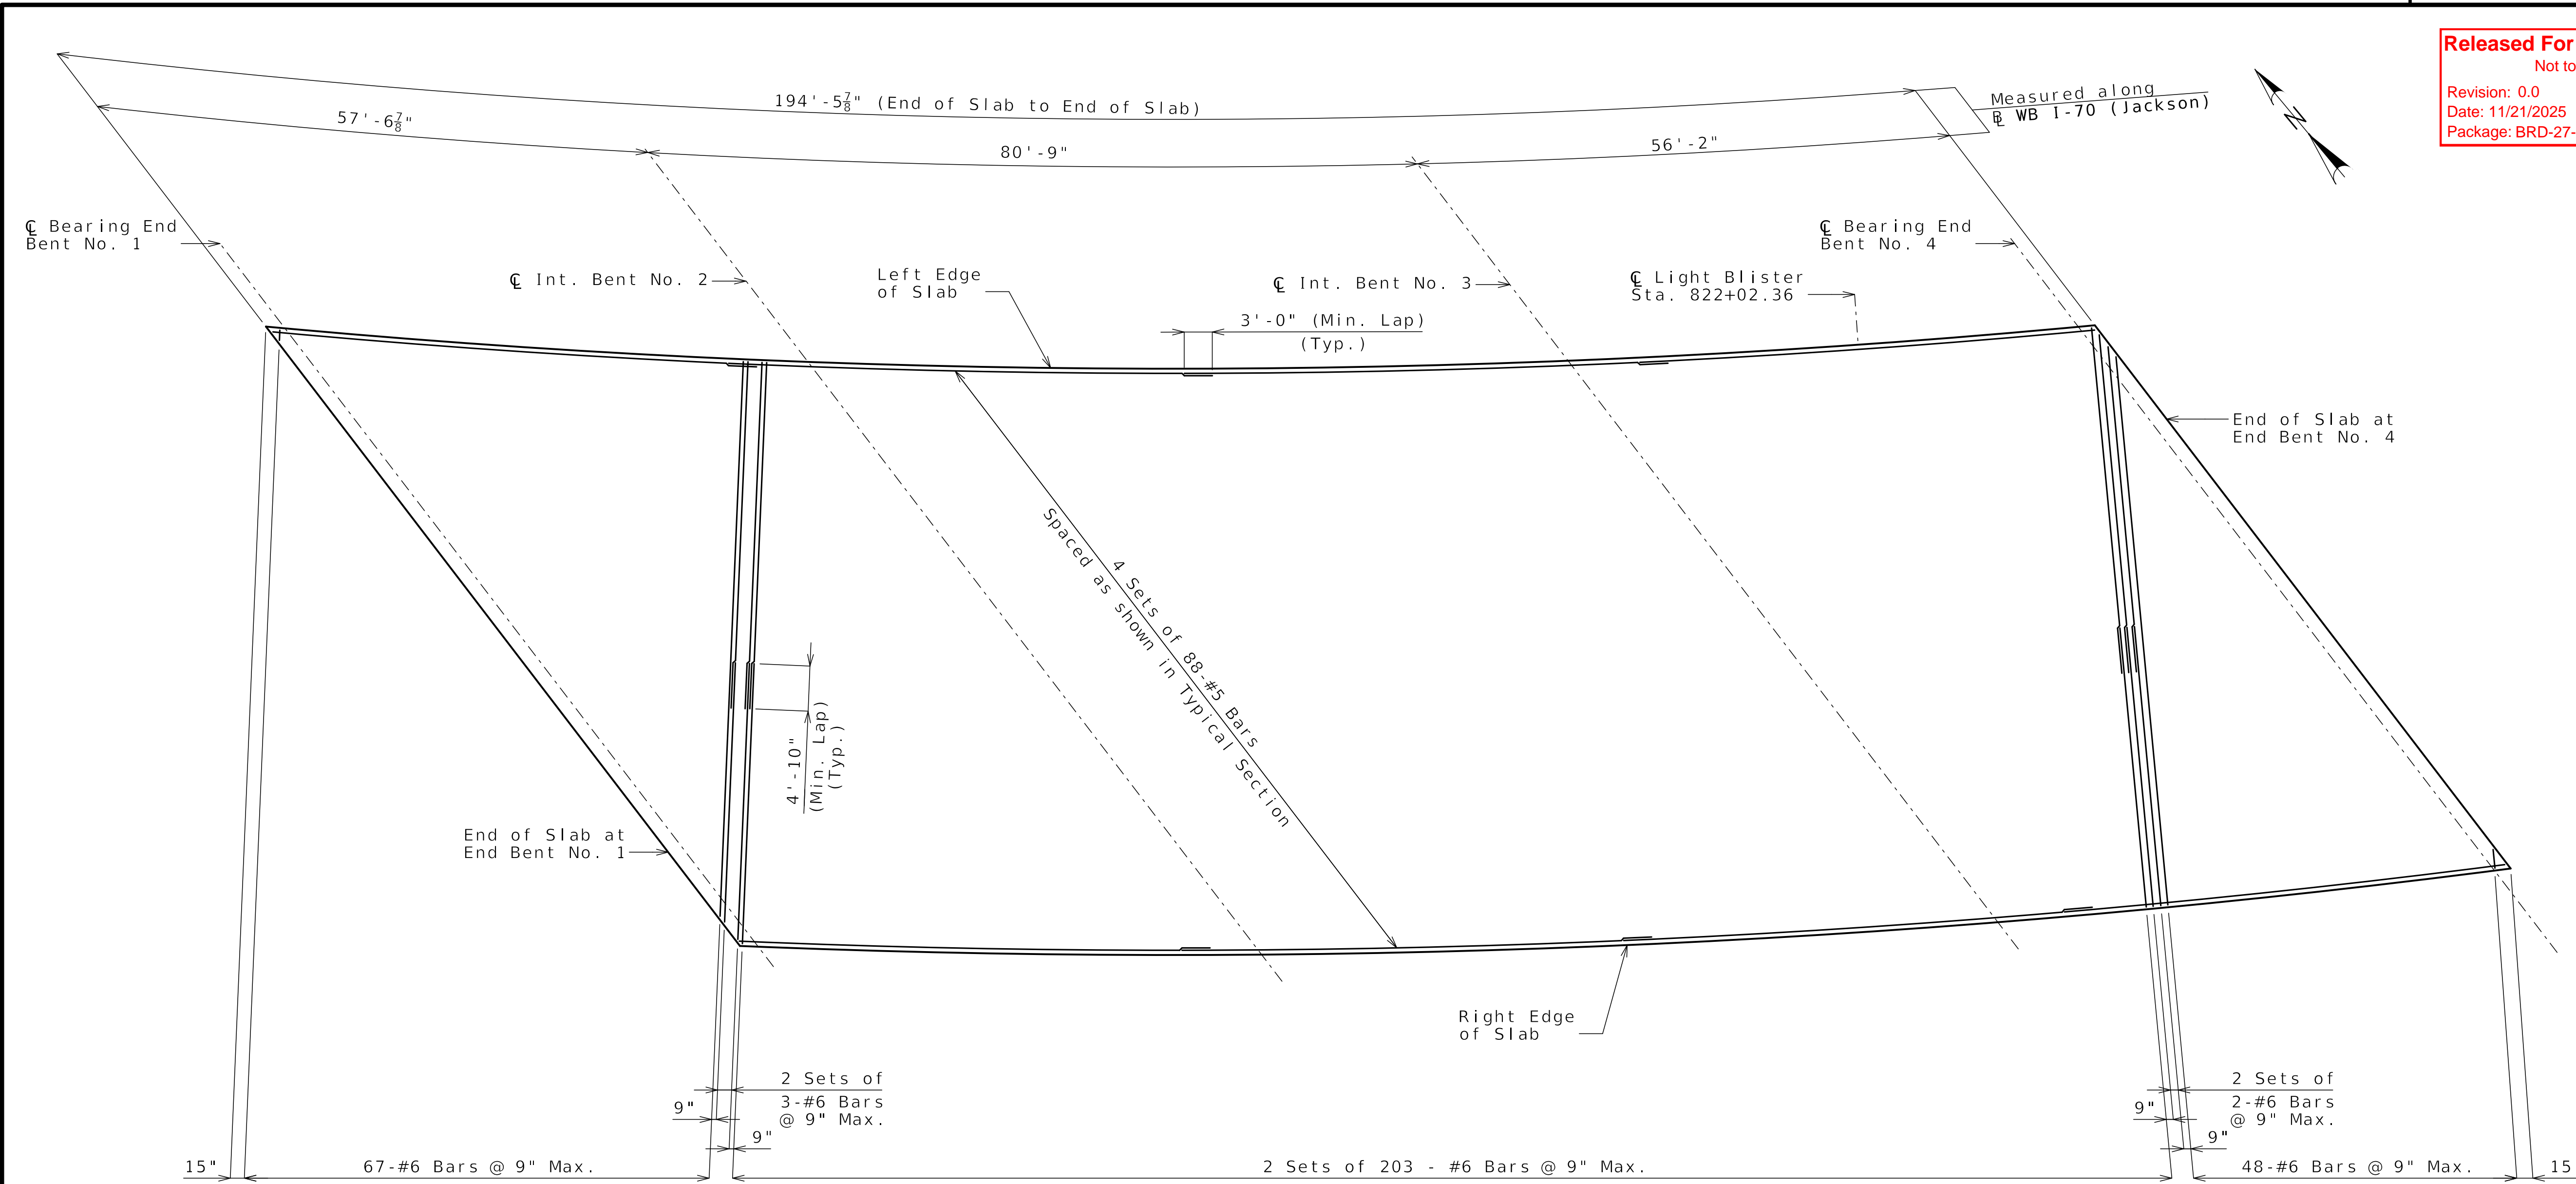 Released For
Not to
Revision: 0.0
Date: 11/21/2025
Package: BRD-27-
194'-5 7/8" (End of Slab to End of Slab)
Measured along
℄ WB I-70 (Jackson)
57'-6 7/8"
80'-9"
56'-2"
N
℄ Bearing End
Bent No. 1
℄ Int. Bent No. 2
Left Edge
of Slab
℄ Int. Bent No. 3
℄ Light Blister
Sta. 822+02.36
℄ Bearing End
Bent No. 4
3'-0" (Min. Lap)
(Typ.)
End of Slab at
End Bent No. 4
4 Sets of 88-#5 Bars
Spaced as shown in Typical Section
4'-10"
(Min. Lap)
(Typ.)
End of Slab at
End Bent No. 1
Right Edge
of Slab
2 Sets of
3-#6 Bars
@ 9" Max.
9"
9"
2 Sets of
2-#6 Bars
@ 9" Max.
9"
9"
15"
67-#6 Bars @ 9" Max.
2 Sets of 203 - #6 Bars @ 9" Max.
48-#6 Bars @ 9" Max.
15